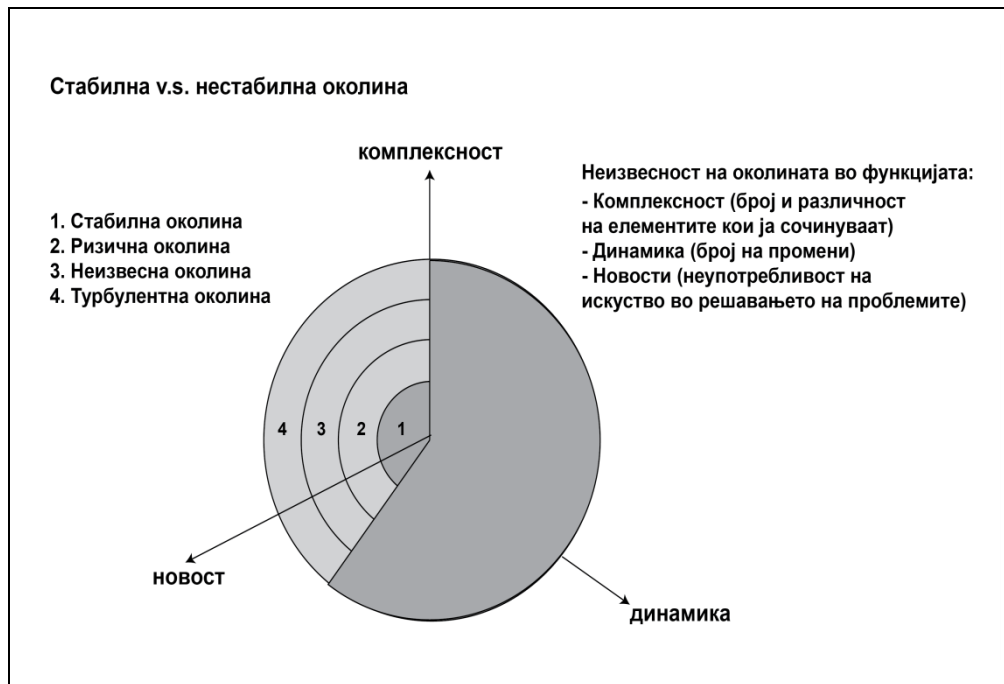 Стабилна v.s. нестабилна околина
комплексност
Неизвесност на околината во функцијата:
- Комплексност (број и различност
на елементите кои ја сочинуваат)
- Динамика (број на промени)
- Новости (неупотребливост на
искуство во решавањето на проблемите)
1. Стабилна околина
2. Ризична околина
3. Неизвесна околина
4. Турбулентна околина
4 3 2 1
новост
динамика